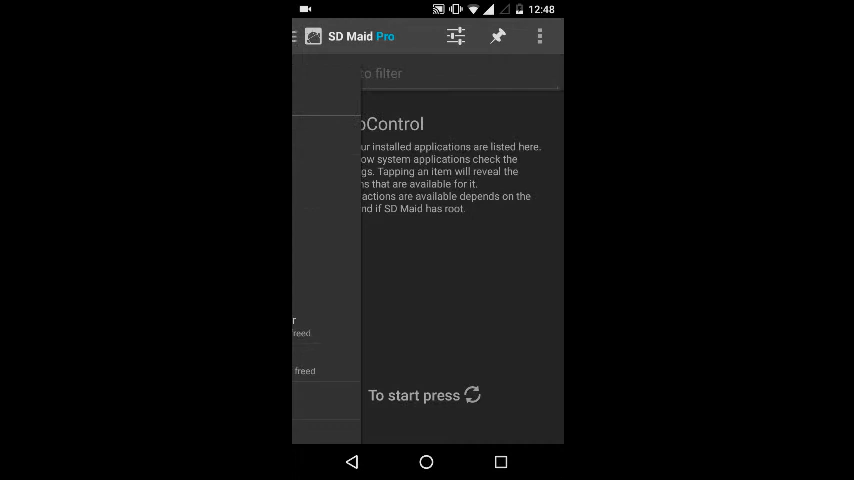 12:48
SD Maid Pro
to filter
Control
ur installed applications are listed here.
ow system applications check the
gs. Tapping an item will reveal the
ns that are available for it.
actions are available depends on the
nd if SD Maid has root.
r
freed
freed
To start press